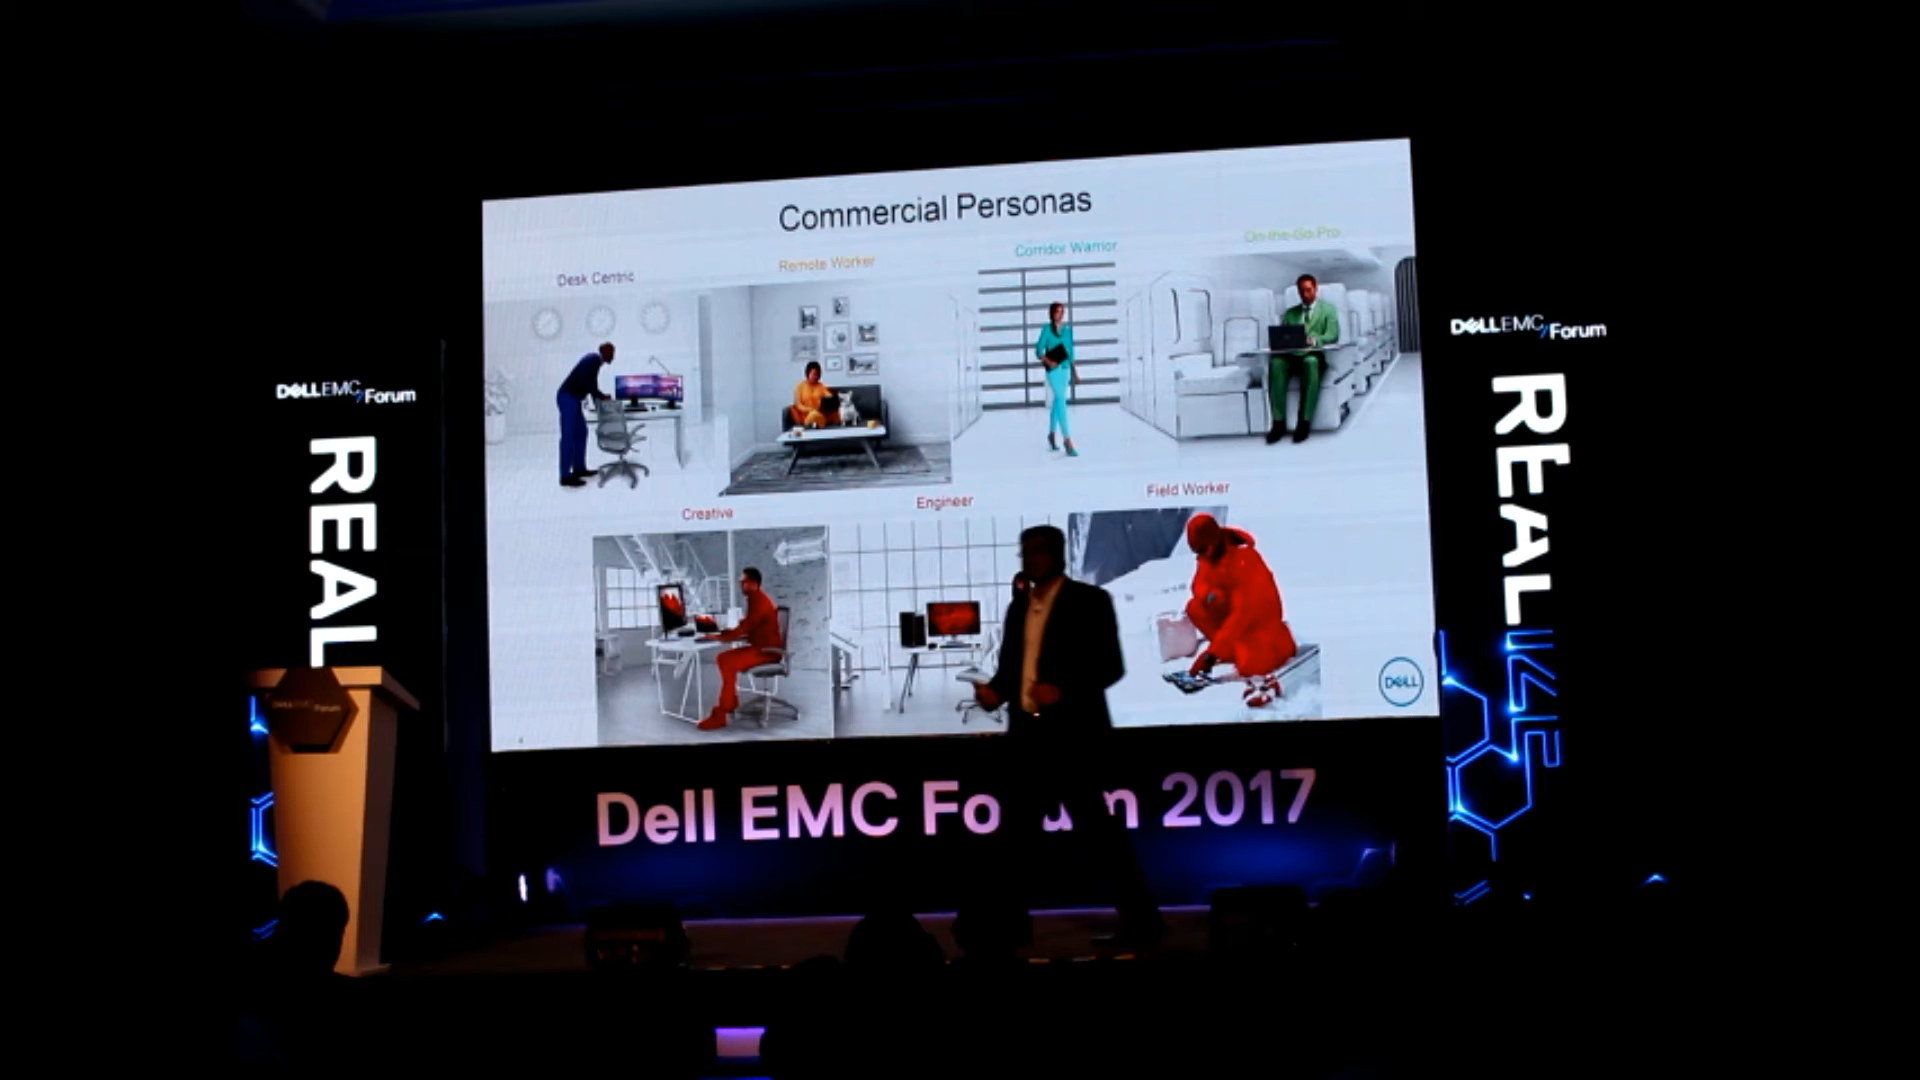 Commercial Personas
Desk Centric
Remote Worker
Corridor Warrior
On-the-Go Pro
Creative
Engineer
Field Worker
DELL
Dell EMC Forum 2017
DELLEMC Forum
REAL
DELLEMC Forum
REAL